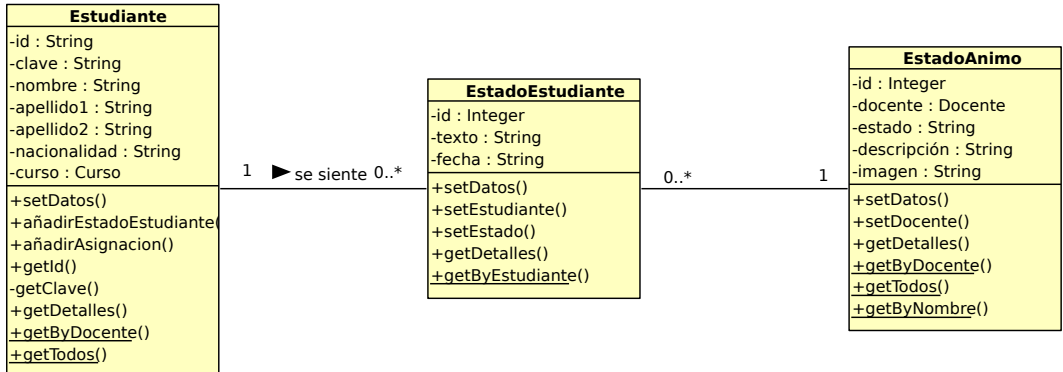 Estudiante
-id : String
-clave : String
-nombre : String
-apellido1 : String
-apellido2 : String
-nacionalidad : String
-curso : Curso
+setDatos()
+añadirEstadoEstudiante(
+añadirAsignacion()
+getId()
-getClave()
+getDetalles()
+getByDocente()
+getTodos()
1 se siente 0..*
EstadoEstudiante
-id : Integer
-texto : String
-fecha : String
+setDatos()
+setEstudiante()
+setEstado()
+getDetalles()
+getByEstudiante()
0..* 1
EstadoAnimo
-id : Integer
-docente : Docente
-estado : String
-descripción : String
-imagen : String
+setDatos()
+setDocente()
+getDetalles()
+getByDocente()
+getTodos()
+getByNombre()